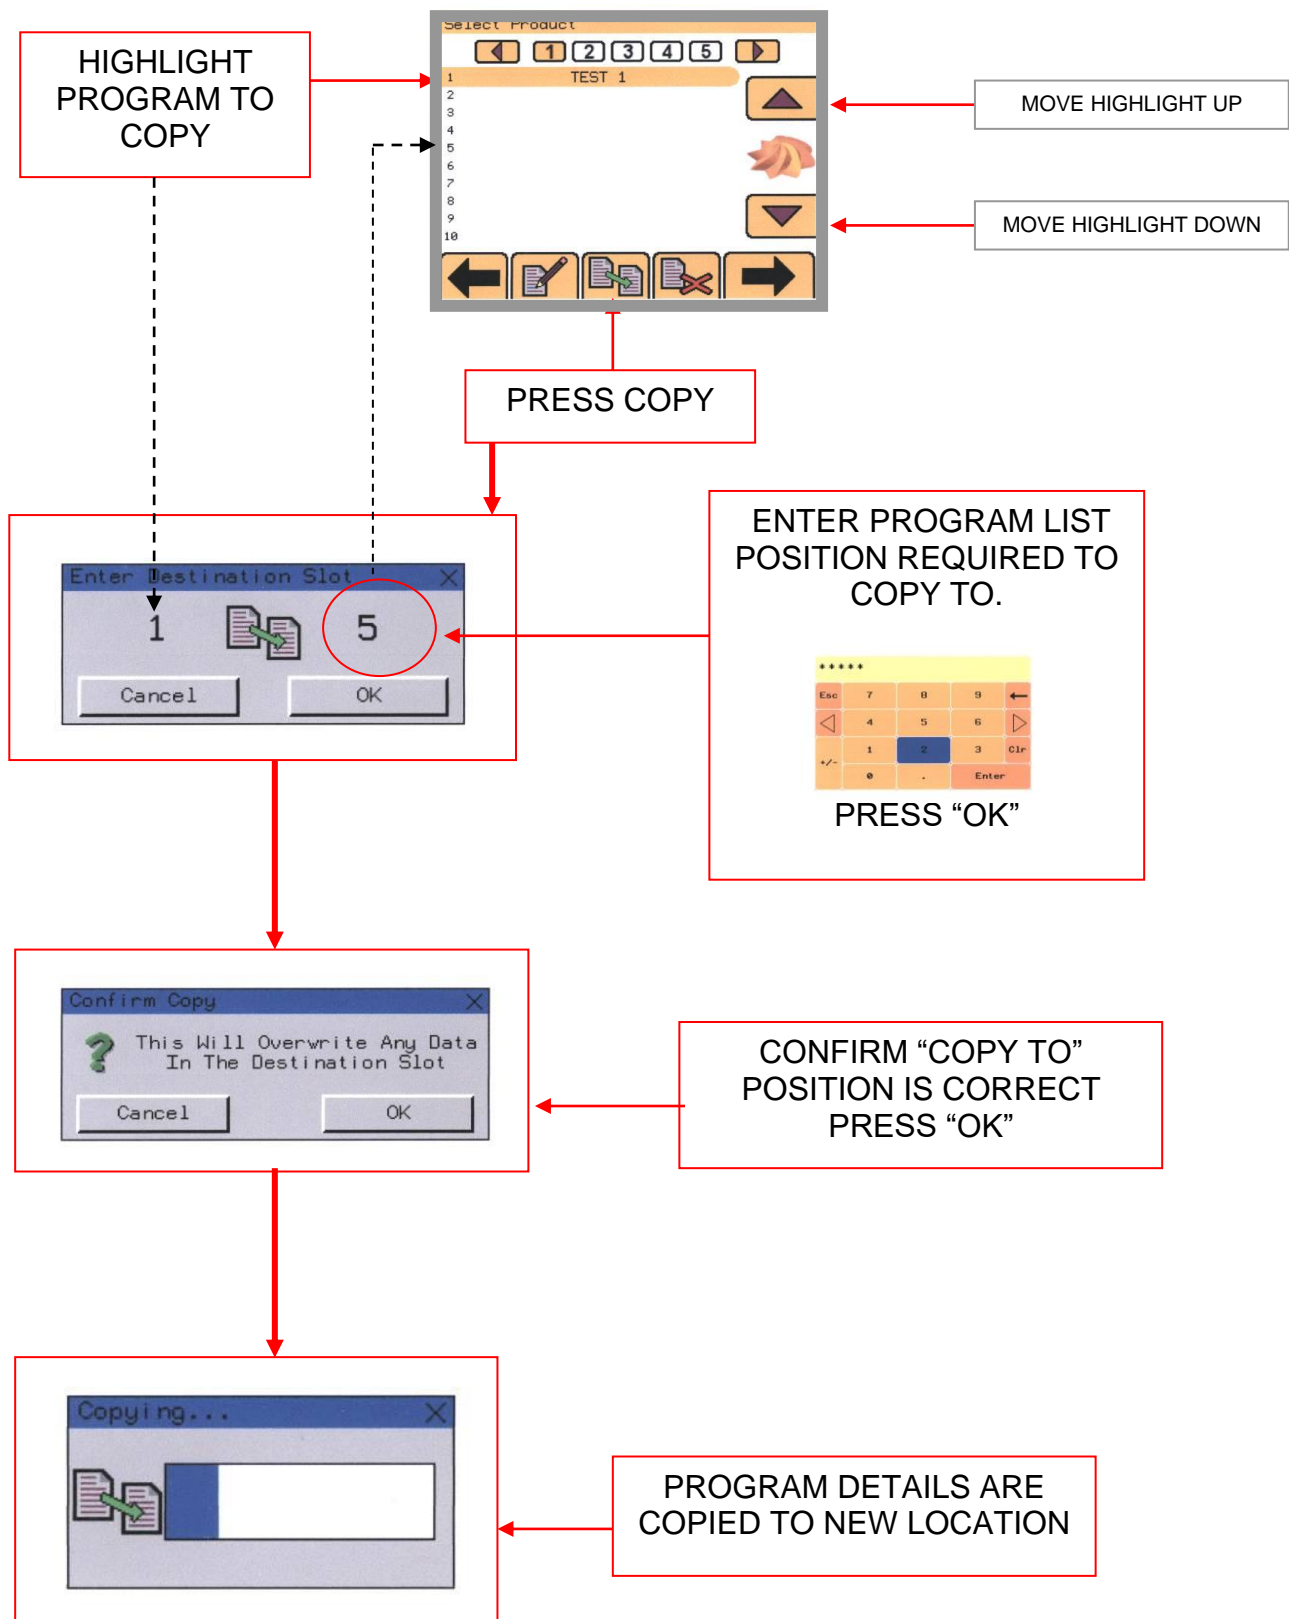 HIGHLIGHT
PROGRAM TO
COPY
Select Product
1 2 3 4 5
1 TEST 1
2
3
4
5
6
7
8
9
10
MOVE HIGHLIGHT UP
MOVE HIGHLIGHT DOWN
PRESS COPY
Enter Destination Slot
1 5
Cancel OK
ENTER PROGRAM LIST
POSITION REQUIRED TO
COPY TO.
*****
Esc 7 8 9
4 5 6
+/- 1 2 3 Clr
0 . Enter
PRESS “OK”
Confirm Copy
This Will Overwrite Any Data
In The Destination Slot
Cancel OK
CONFIRM “COPY TO”
POSITION IS CORRECT
PRESS “OK”
Copying...
PROGRAM DETAILS ARE
COPIED TO NEW LOCATION